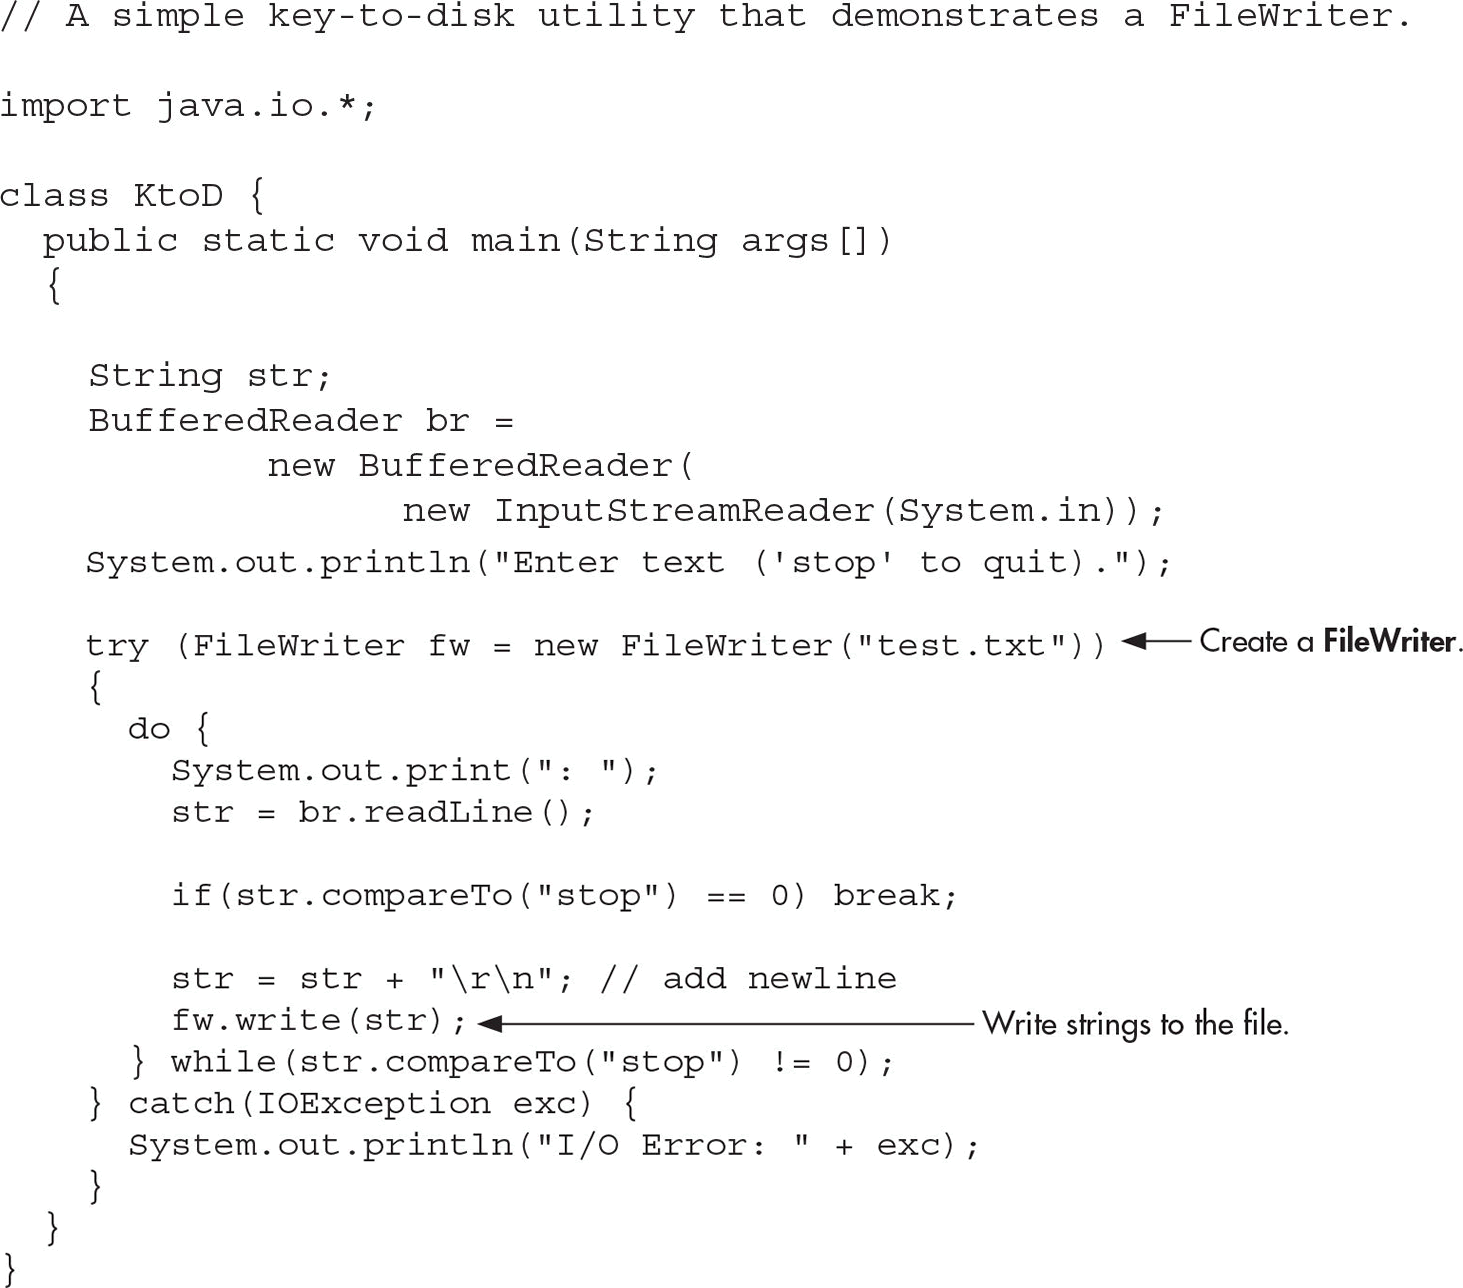 // A simple key-to-disk utility that demonstrates a FileWriter.

import java.io.*;

class KtoD {
  public static void main(String args[])
  {

    String str;
    BufferedReader br =
            new BufferedReader(
                  new InputStreamReader(System.in));
    System.out.println("Enter text ('stop' to quit).");

    try (FileWriter fw = new FileWriter("test.txt")) Create a FileWriter.
    {
      do {
        System.out.print(": ");
        str = br.readLine();

        if(str.compareTo("stop") == 0) break;

        str = str + "\r\n"; // add newline
        fw.write(str); Write strings to the file.
      } while(str.compareTo("stop") != 0);
    } catch(IOException exc) {
      System.out.println("I/O Error: " + exc);
    }
  }
}